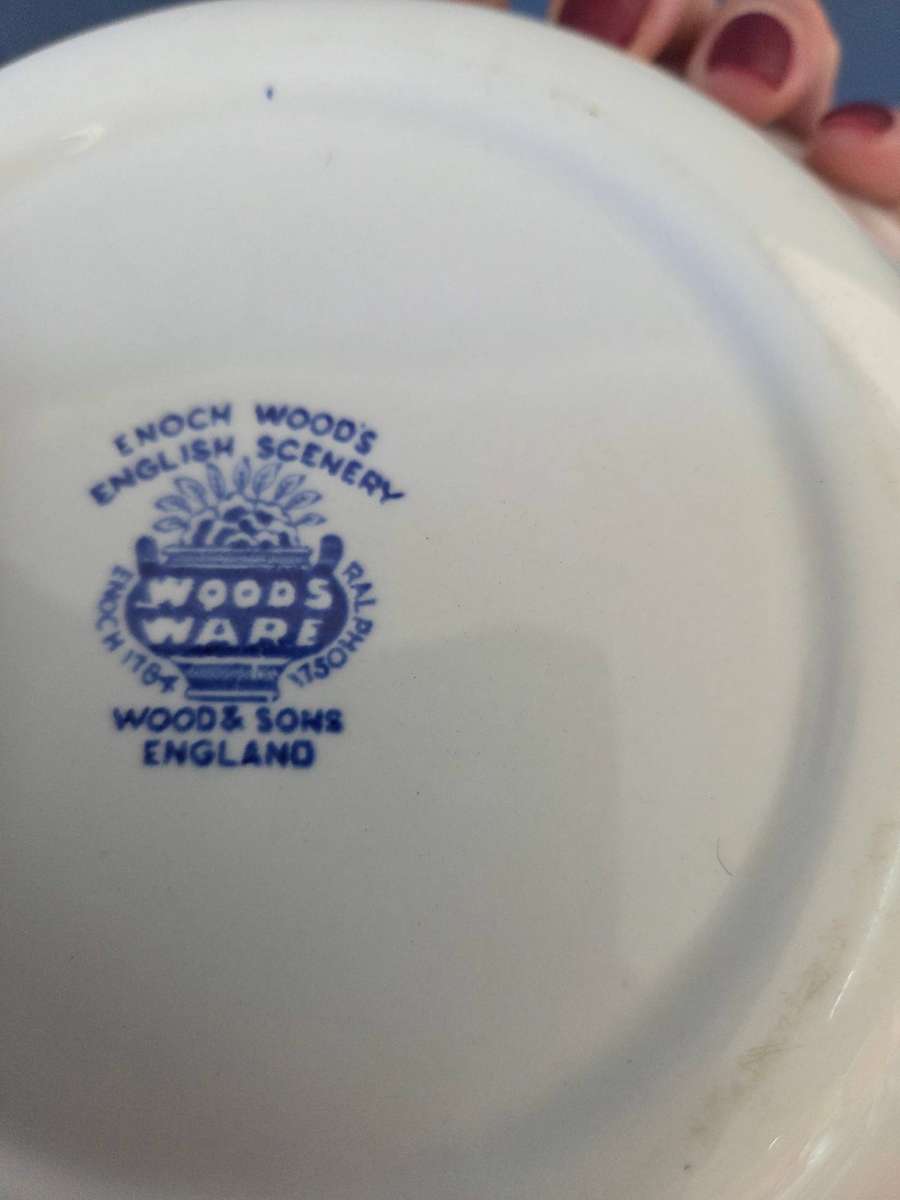 ENOCH WOOD'S
ENGLISH SCENERY
WOODS
WARE
ENOCH 1784
RALPH 1750
WOOD & SONS
ENGLAND